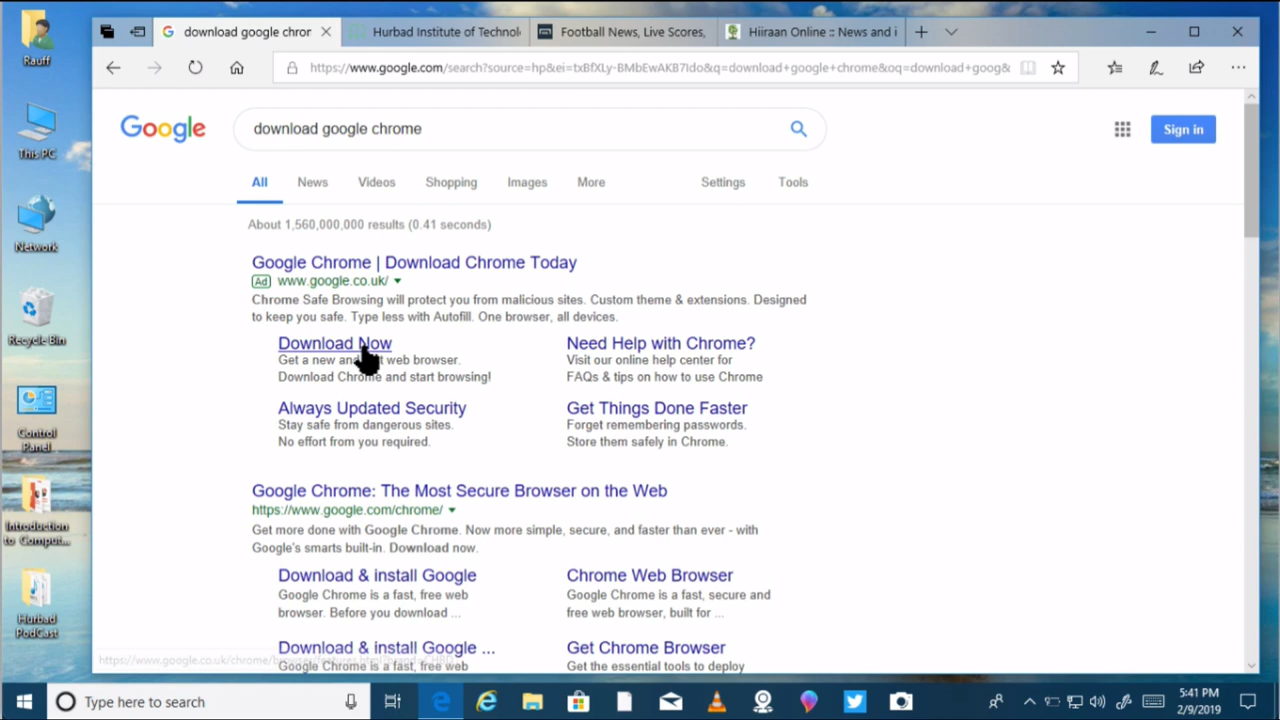 Rauff
This PC
Network
Recycle Bin
Control
Panel
Introduction
to Comput...
Hurbad
PodCast
download google chror
Hurbad Institute of Technol
Football News, Live Scores,
Hiiraan Online :: News and i
https://www.google.com/search?source=hp&ei=txBfXLy-BMbEwAKB7Ido&q=download+google+chrome&oq=download+goog&
Google
download google chrome
Sign in
All News Videos Shopping Images More Settings Tools
About 1,560,000,000 results (0.41 seconds)
Google Chrome | Download Chrome Today
Ad www.google.co.uk/
Chrome Safe Browsing will protect you from malicious sites. Custom theme & extensions. Designed
to keep you safe. Type less with Autofill. One browser, all devices.
Download Now
Get a new and web browser.
Download Chrome and start browsing!
Need Help with Chrome?
Visit our online help center for
FAQs & tips on how to use Chrome
Always Updated Security
Stay safe from dangerous sites.
No effort from you required.
Get Things Done Faster
Forget remembering passwords.
Store them safely in Chrome.
Google Chrome: The Most Secure Browser on the Web
https://www.google.com/chrome/
Get more done with Google Chrome. Now more simple, secure, and faster than ever - with
Google's smarts built-in. Download now.
Download & install Google
Google Chrome is a fast, free web
browser. Before you download ...
Chrome Web Browser
Google Chrome is a fast, secure and
free web browser, built for ...
Download & install Google ...
Google Chrome is a fast, free web
Get Chrome Browser
Get the essential tools to deploy
Type here to search
5:41 PM
2/9/2019